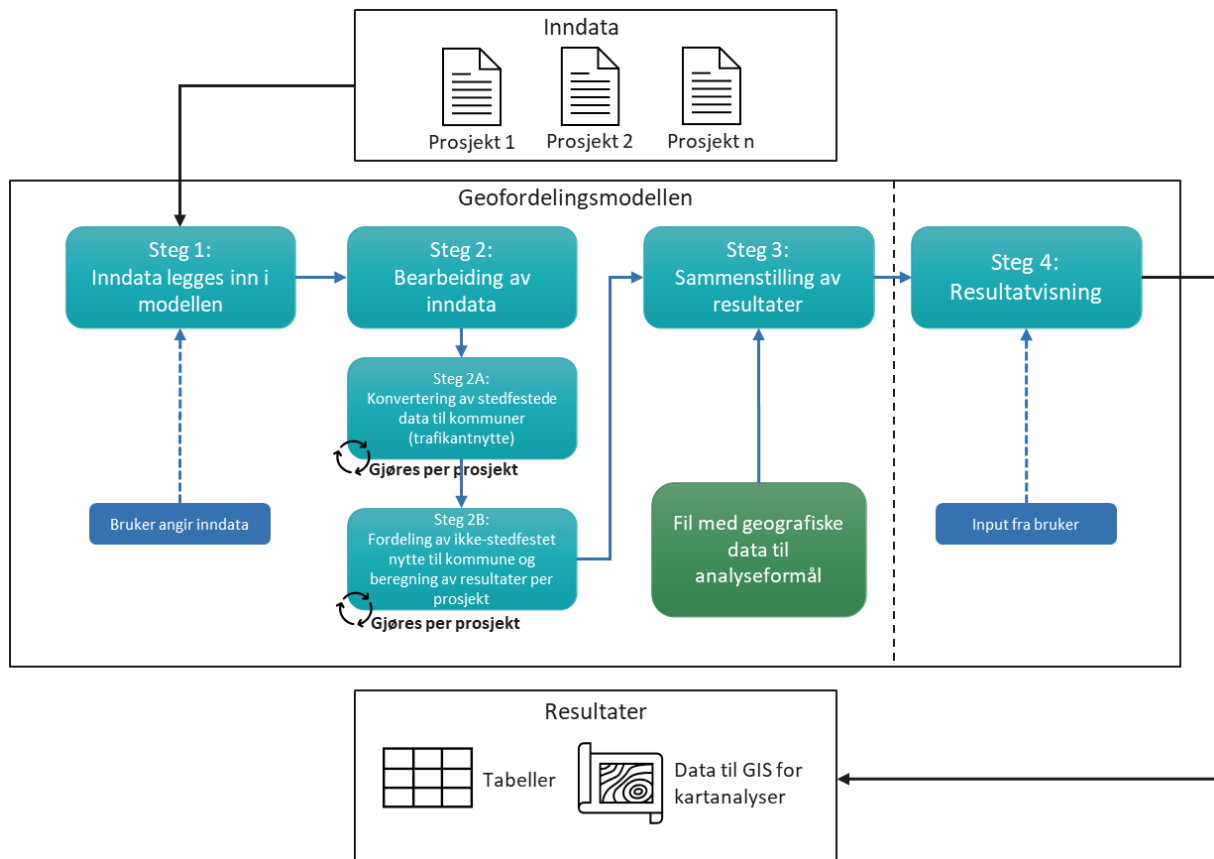 Inndata
Prosjekt 1
Prosjekt 2
Prosjekt n
Geofordelingsmodellen
Steg 1:
Inndata legges inn i
modellen
Steg 2:
Bearbeiding av
inndata
Steg 3:
Sammenstilling av
resultater
Steg 4:
Resultatvisning
Steg 2A:
Konvertering av stedfestede
data til kommuner
(trafikantnytte)
Gjøres per prosjekt
Bruker angir inndata
Steg 2B:
Fordeling av ikke-stedfestet
nytte til kommune og
beregning av resultater per
prosjekt
Gjøres per prosjekt
Fil med geografiske
data til
analyseformål
Input fra bruker
Resultater
Tabeller
Data til GIS for
kartanalyser